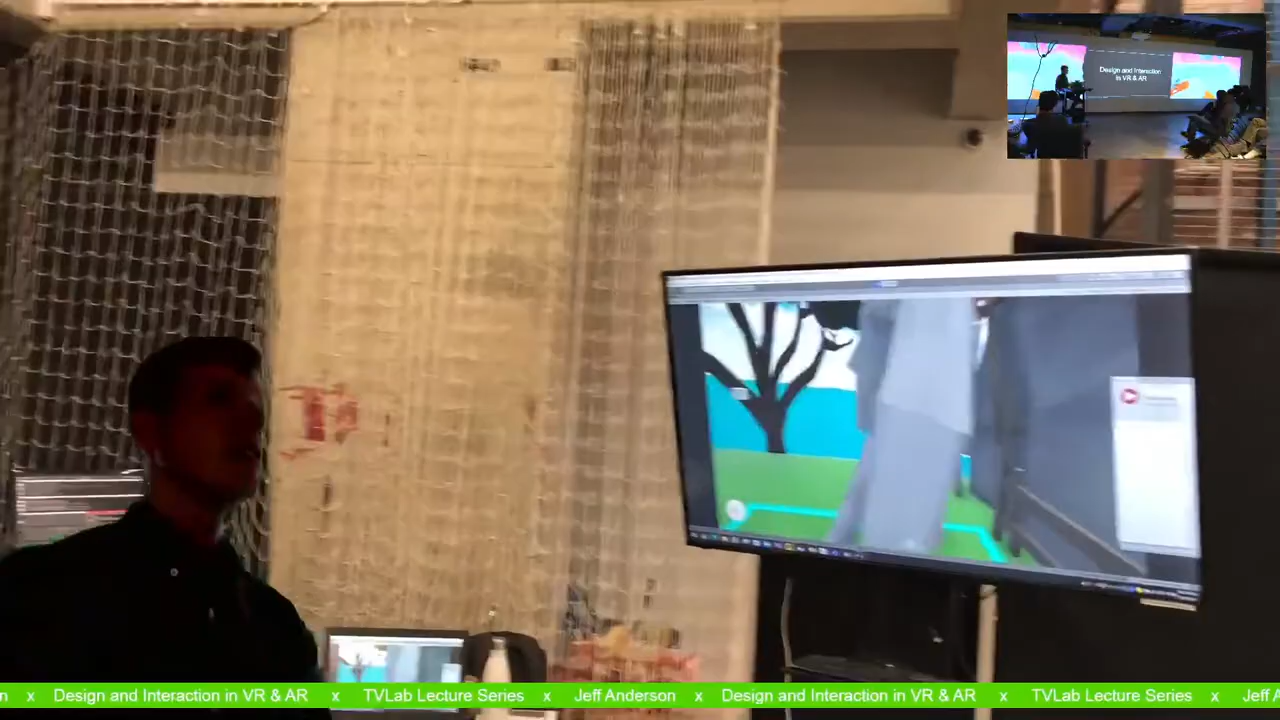 Design and Interaction
in VR & AR
n x Design and Interaction in VR & AR x TVLab Lecture Series x Jeff Anderson x Design and Interaction in VR & AR x TVLab Lecture Series x Jeff A